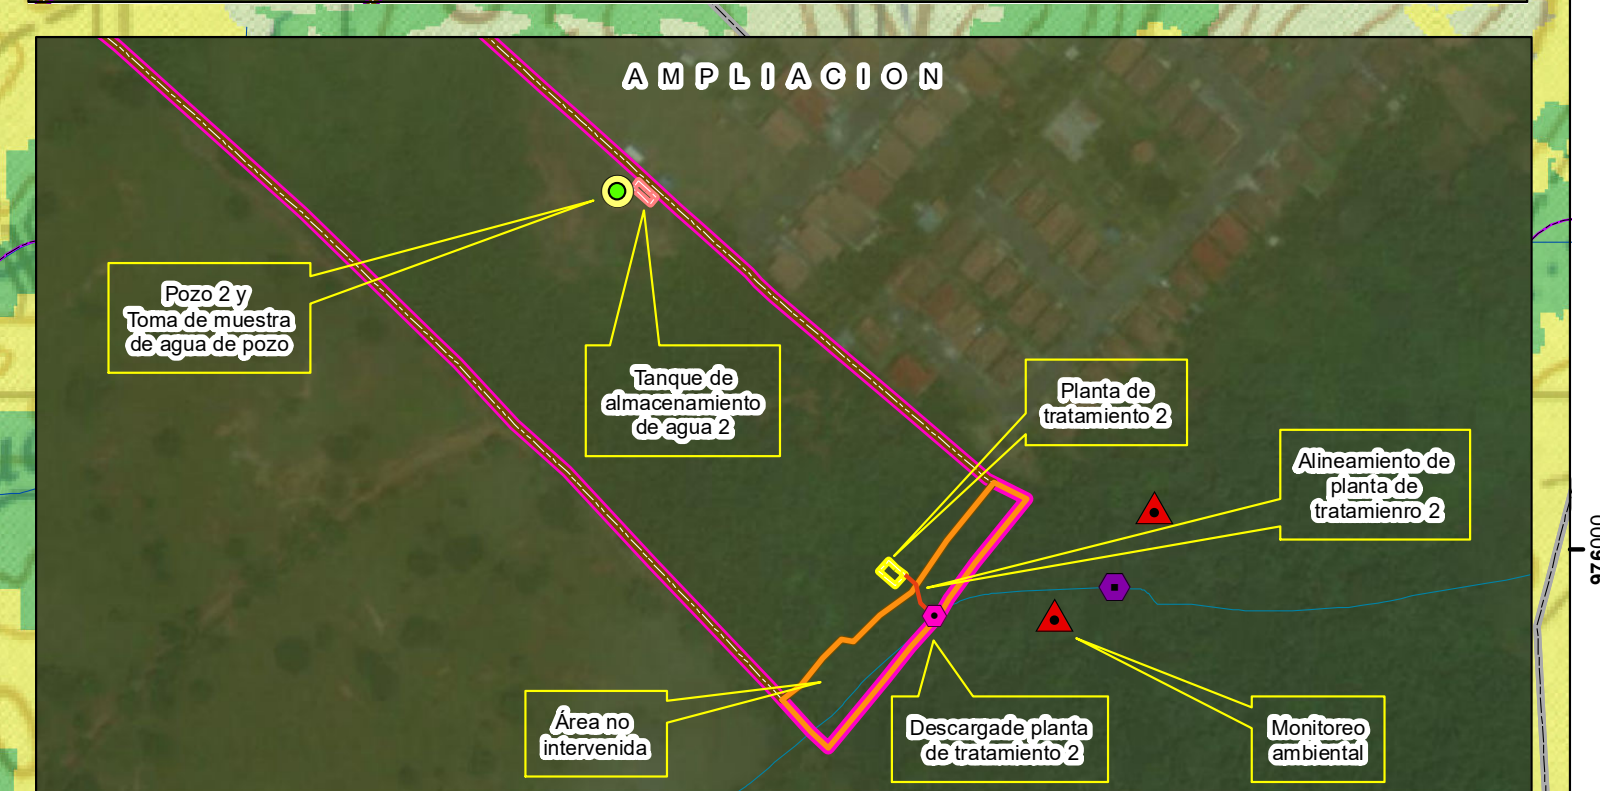 A M P L I A C I O N
Pozo 2 y
Toma de muestra
de agua de pozo
Tanque de
almacenamiento
de agua 2
Planta de
tratamiento 2
Alineamiento de
planta de
tratamienro 2
Área no
intervenida
Descargade planta
de tratamiento 2
Monitoreo
ambiental
976000